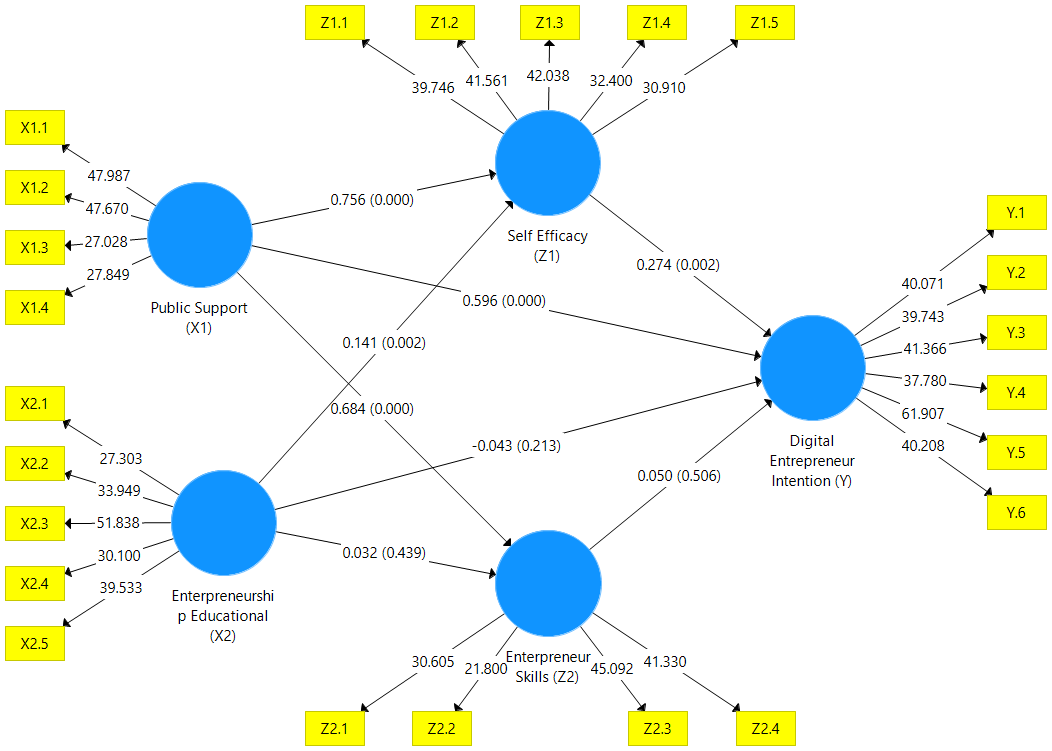 Z1.1
Z1.2
Z1.3
Z1.4
Z1.5
39.746
41.561
42.038
32.400
30.910
X1.1
X1.2
X1.3
X1.4
47.987
47.670
27.028
27.849
Public Support
(X1)
0.756 (0.000)
Self Efficacy
(Z1)
0.274 (0.002)
0.596 (0.000)
0.141 (0.002)
0.684 (0.000)
-0.043 (0.213)
0.050 (0.506)
0.032 (0.439)
Y.1
Y.2
Y.3
Y.4
Y.5
Y.6
40.071
39.743
41.366
37.780
61.907
40.208
Digital
Entrepreneur
Intention (Y)
X2.1
X2.2
X2.3
X2.4
X2.5
27.303
33.949
51.838
30.100
39.533
Enterpreneurshi
p Educational
(X2)
Enterpreneur
Skills (Z2)
30.605
21.800
45.092
41.330
Z2.1
Z2.2
Z2.3
Z2.4